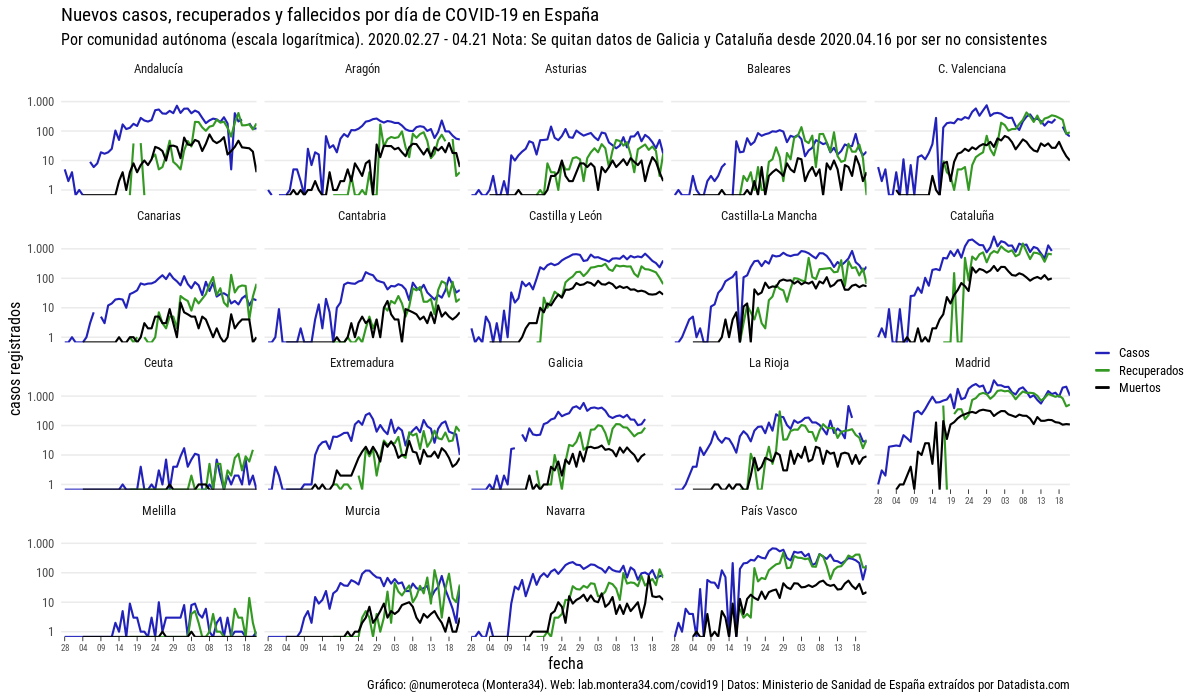 Nuevos casos, recuperados y fallecidos por día de COVID-19 en España
Por comunidad autónoma (escala logarítmica). 2020.02.27 - 04.21 Nota: Se quitan datos de Galicia y Cataluña desde 2020.04.16 por ser no consistentes
Andalucía Aragón Asturias Baleares C. Valenciana
1.000
100
10
1
Canarias Cantabria Castilla y León Castilla-La Mancha Cataluña
1.000
100
10
1
casos registrados
Ceuta Extremadura Galicia La Rioja Madrid
1.000
100
10
1
28 04 09 14 19 24 29 03 08 13 18
Casos
Recuperados
Muertos
Melilla Murcia Navarra País Vasco
1.000
100
10
1
28 04 09 14 19 24 29 03 08 13 18 28 04 09 14 19 24 29 03 08 13 18 28 04 09 14 19 24 29 03 08 13 18 28 04 09 14 19 24 29 03 08 13 18
fecha
Gráfico: @numeroteca (Montera34). Web: lab.montera34.com/covid19 | Datos: Ministerio de Sanidad de España extraídos por Datadista.com